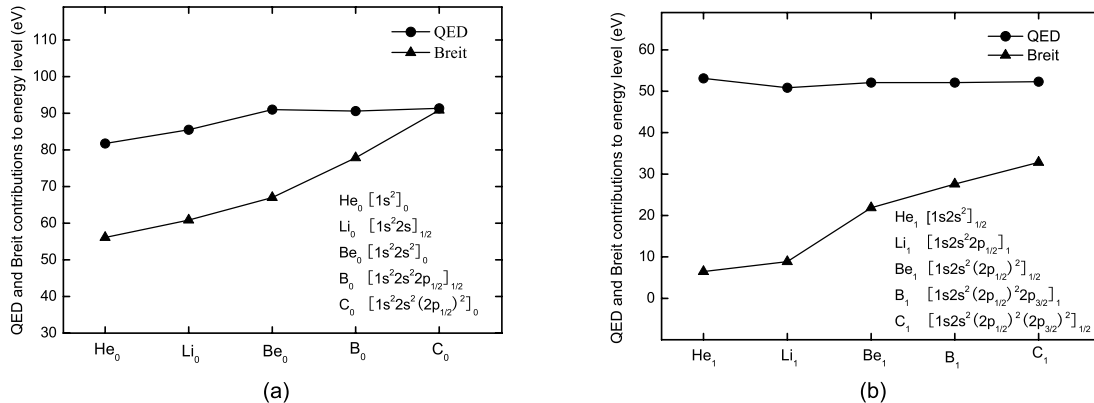 QED and Breit contributions to energy level (eV)
110
100
90
80
70
60
50
40
30
QED
Breit
He₀ [1s²]₀
Li₀ [1s²2s]₁/₂
Be₀ [1s²2s²]₀
B₀ [1s²2s²2p₁/₂]₁/₂
C₀ [1s²2s²(2p₁/₂)²]₀
He₀ Li₀ Be₀ B₀ C₀
(a)
QED and Breit contributions to energy level (eV)
60
50
40
30
20
10
0
QED
Breit
He₁ [1s2s²]₁/₂
Li₁ [1s2s²2p₁/₂]₁
Be₁ [1s2s²(2p₁/₂)²]₁/₂
B₁ [1s2s²(2p₁/₂)²2p₃/₂]₁
C₁ [1s2s²(2p₁/₂)²(2p₃/₂)²]₁/₂
He₁ Li₁ Be₁ B₁ C₁
(b)